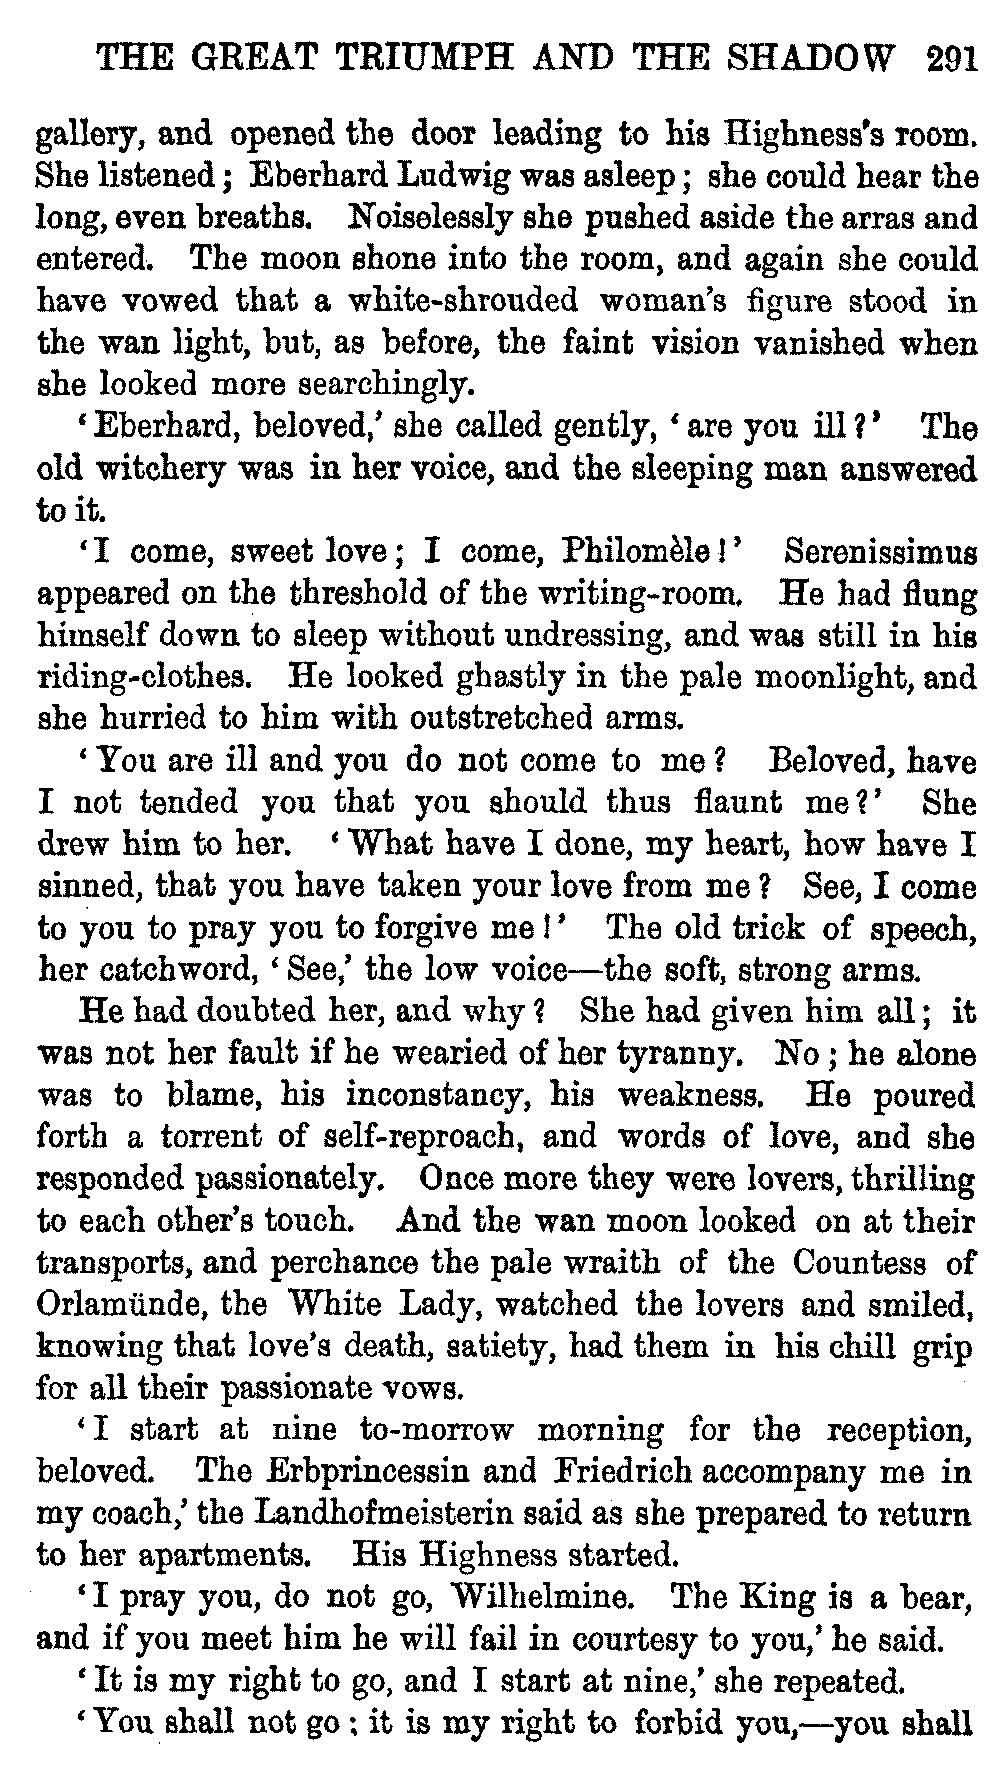 THE GREAT TRIUMPH AND THE SHADOW 291
gallery, and opened the door leading to his Highness's room.
She listened; Eberhard Ludwig was asleep; she could hear the
long, even breaths. Noiselessly she pushed aside the arras and
entered. The moon shone into the room, and again she could
have vowed that a white-shrouded woman's figure stood in
the wan light, but, as before, the faint vision vanished when
she looked more searchingly.
'Eberhard, beloved,' she called gently, 'are you ill?' The
old witchery was in her voice, and the sleeping man answered
to it.
'I come, sweet love; I come, Philomèle!' Serenissimus
appeared on the threshold of the writing-room. He had flung
himself down to sleep without undressing, and was still in his
riding-clothes. He looked ghastly in the pale moonlight, and
she hurried to him with outstretched arms.
'You are ill and you do not come to me? Beloved, have
I not tended you that you should thus flaunt me?' She
drew him to her. 'What have I done, my heart, how have I
sinned, that you have taken your love from me? See, I come
to you to pray you to forgive me!' The old trick of speech,
her catchword, 'See,' the low voice—the soft, strong arms.
He had doubted her, and why? She had given him all; it
was not her fault if he wearied of her tyranny. No; he alone
was to blame, his inconstancy, his weakness. He poured
forth a torrent of self-reproach, and words of love, and she
responded passionately. Once more they were lovers, thrilling
to each other's touch. And the wan moon looked on at their
transports, and perchance the pale wraith of the Countess of
Orlamünde, the White Lady, watched the lovers and smiled,
knowing that love's death, satiety, had them in his chill grip
for all their passionate vows.
'I start at nine to-morrow morning for the reception,
beloved. The Erbprincessin and Friedrich accompany me in
my coach,' the Landhofmeisterin said as she prepared to return
to her apartments. His Highness started.
'I pray you, do not go, Wilhelmine. The King is a bear,
and if you meet him he will fail in courtesy to you,' he said.
'It is my right to go, and I start at nine,' she repeated.
'You shall not go; it is my right to forbid you,—you shall